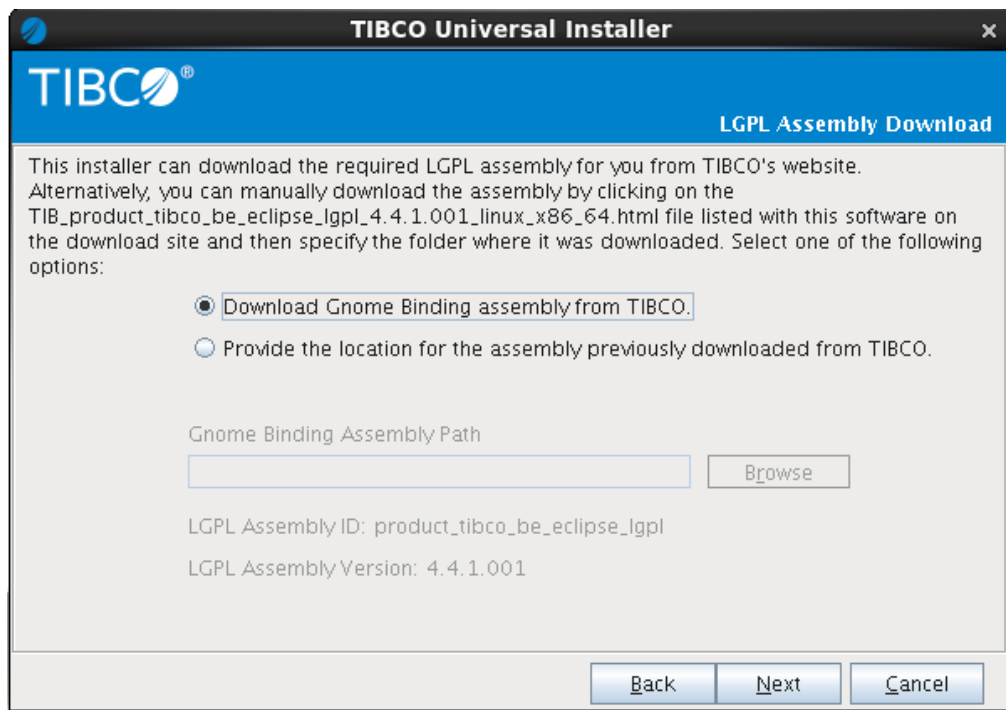 TIBCO Universal Installer
TIBCO®
LGPL Assembly Download
This installer can download the required LGPL assembly for you from TIBCO's website.
Alternatively, you can manually download the assembly by clicking on the
TIB_product_tibco_be_eclipse_lgpl_4.4.1.001_linux_x86_64.html file listed with this software on
the download site and then specify the folder where it was downloaded. Select one of the following
options:
Download Gnome Binding assembly from TIBCO.
Provide the location for the assembly previously downloaded from TIBCO.
Gnome Binding Assembly Path
Browse
LGPL Assembly ID: product_tibco_be_eclipse_lgpl
LGPL Assembly Version: 4.4.1.001
Back Next Cancel